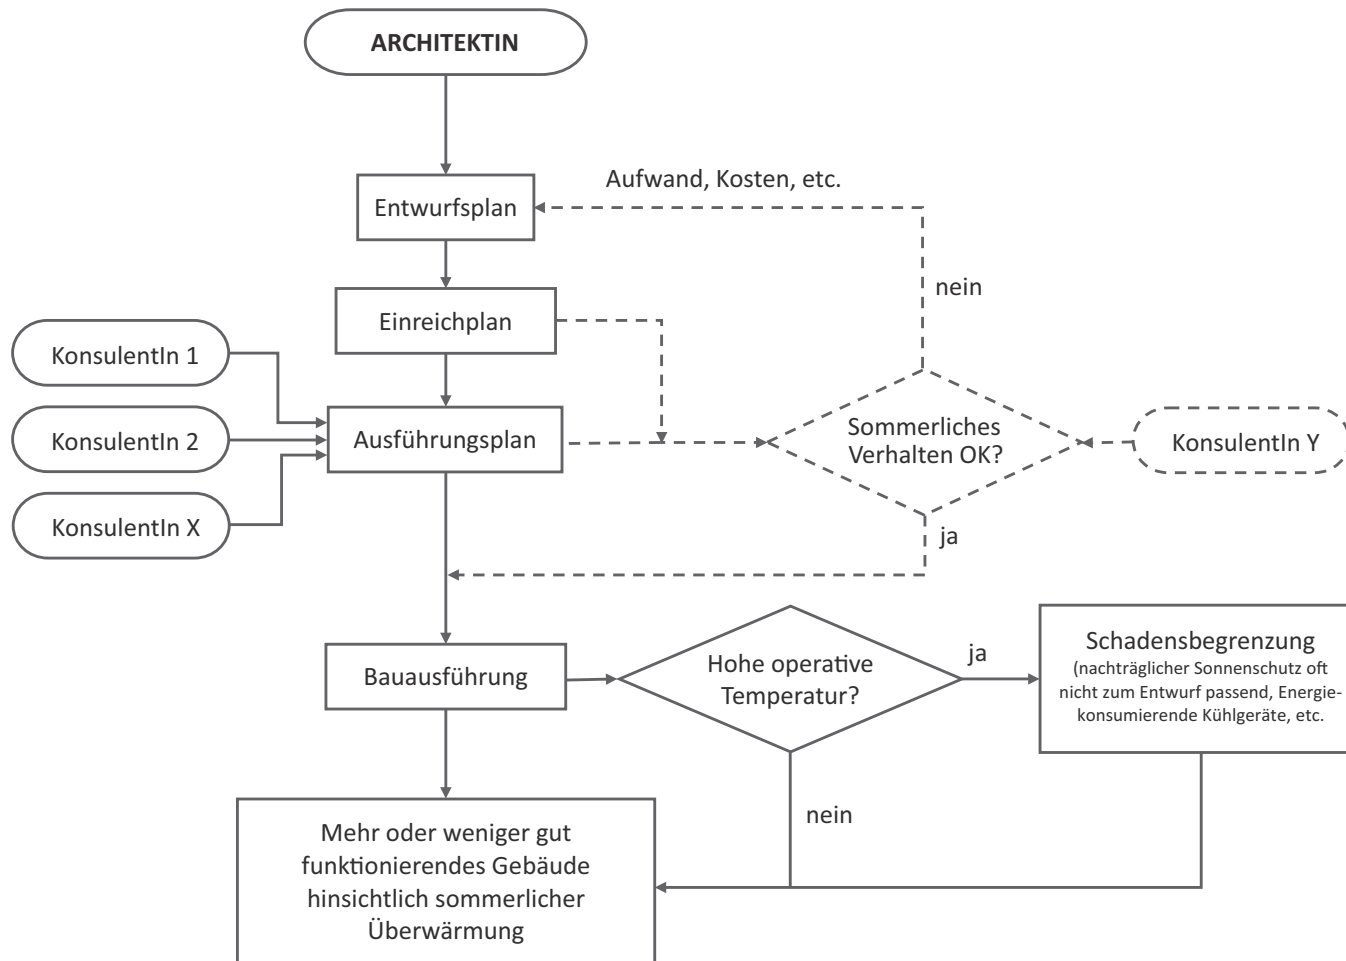 ARCHITEKTIN
Aufwand, Kosten, etc.
Entwurfsplan
nein
Einreichplan
KonsulentIn 1
KonsulentIn 2
KonsulentIn X
Ausführungsplan
Sommerliches
Verhalten OK?
KonsulentIn Y
ja
Bauausführung
Hohe operative
Temperatur?
ja
Schadensbegrenzung
(nachträglicher Sonnenschutz oft
nicht zum Entwurf passend, Energie-
konsumierende Kühlgeräte, etc.
nein
Mehr oder weniger gut
funktionierendes Gebäude
hinsichtlich sommerlicher
Überwärmung